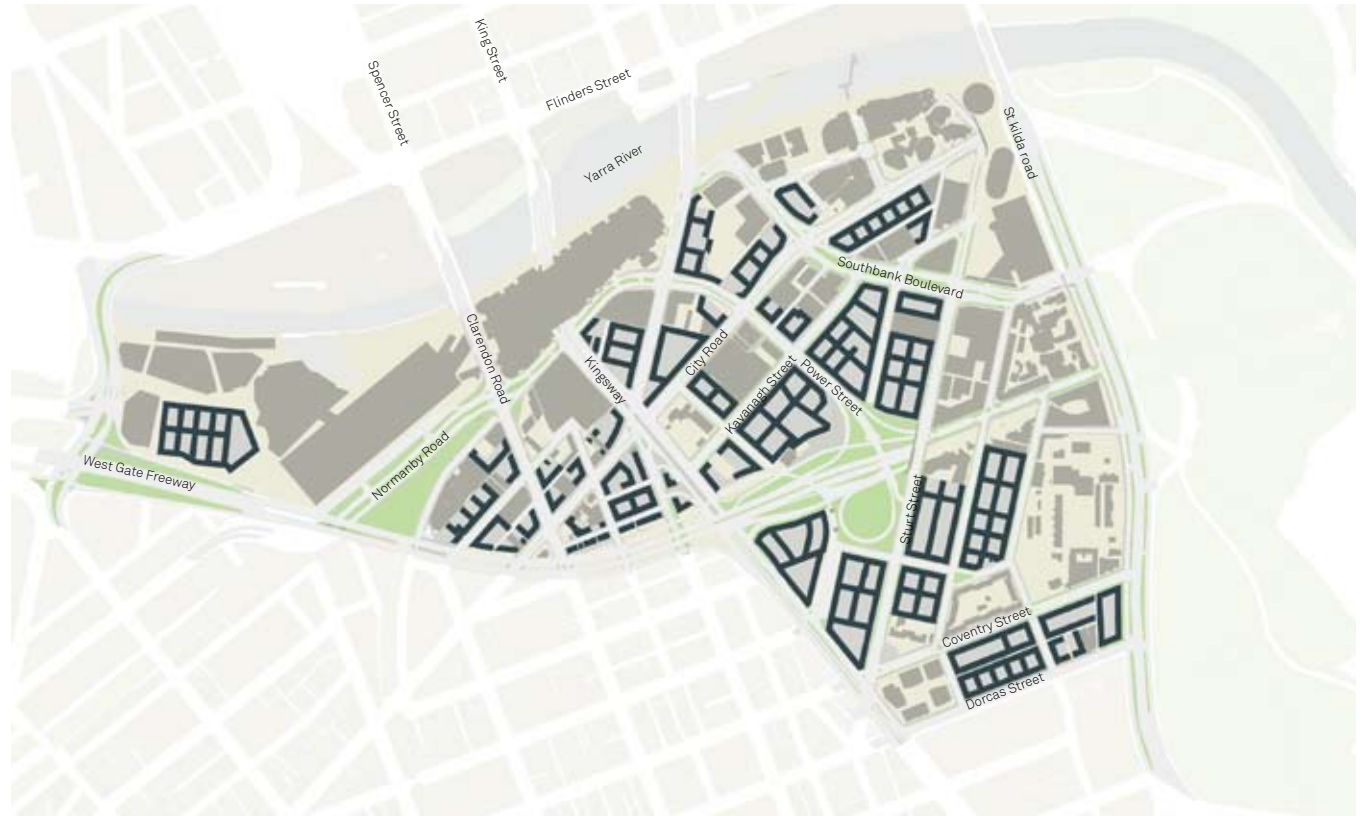 King Street
Spencer Street
Flinders Street
Yarra River
St kilda road
Southbank Boulevard
Clarendon Road
Kingsway
City Road
Kavanagh Street
Power Street
Normanby Road
West Gate Freeway
Sturt Street
Coventry Street
Dorcas Street